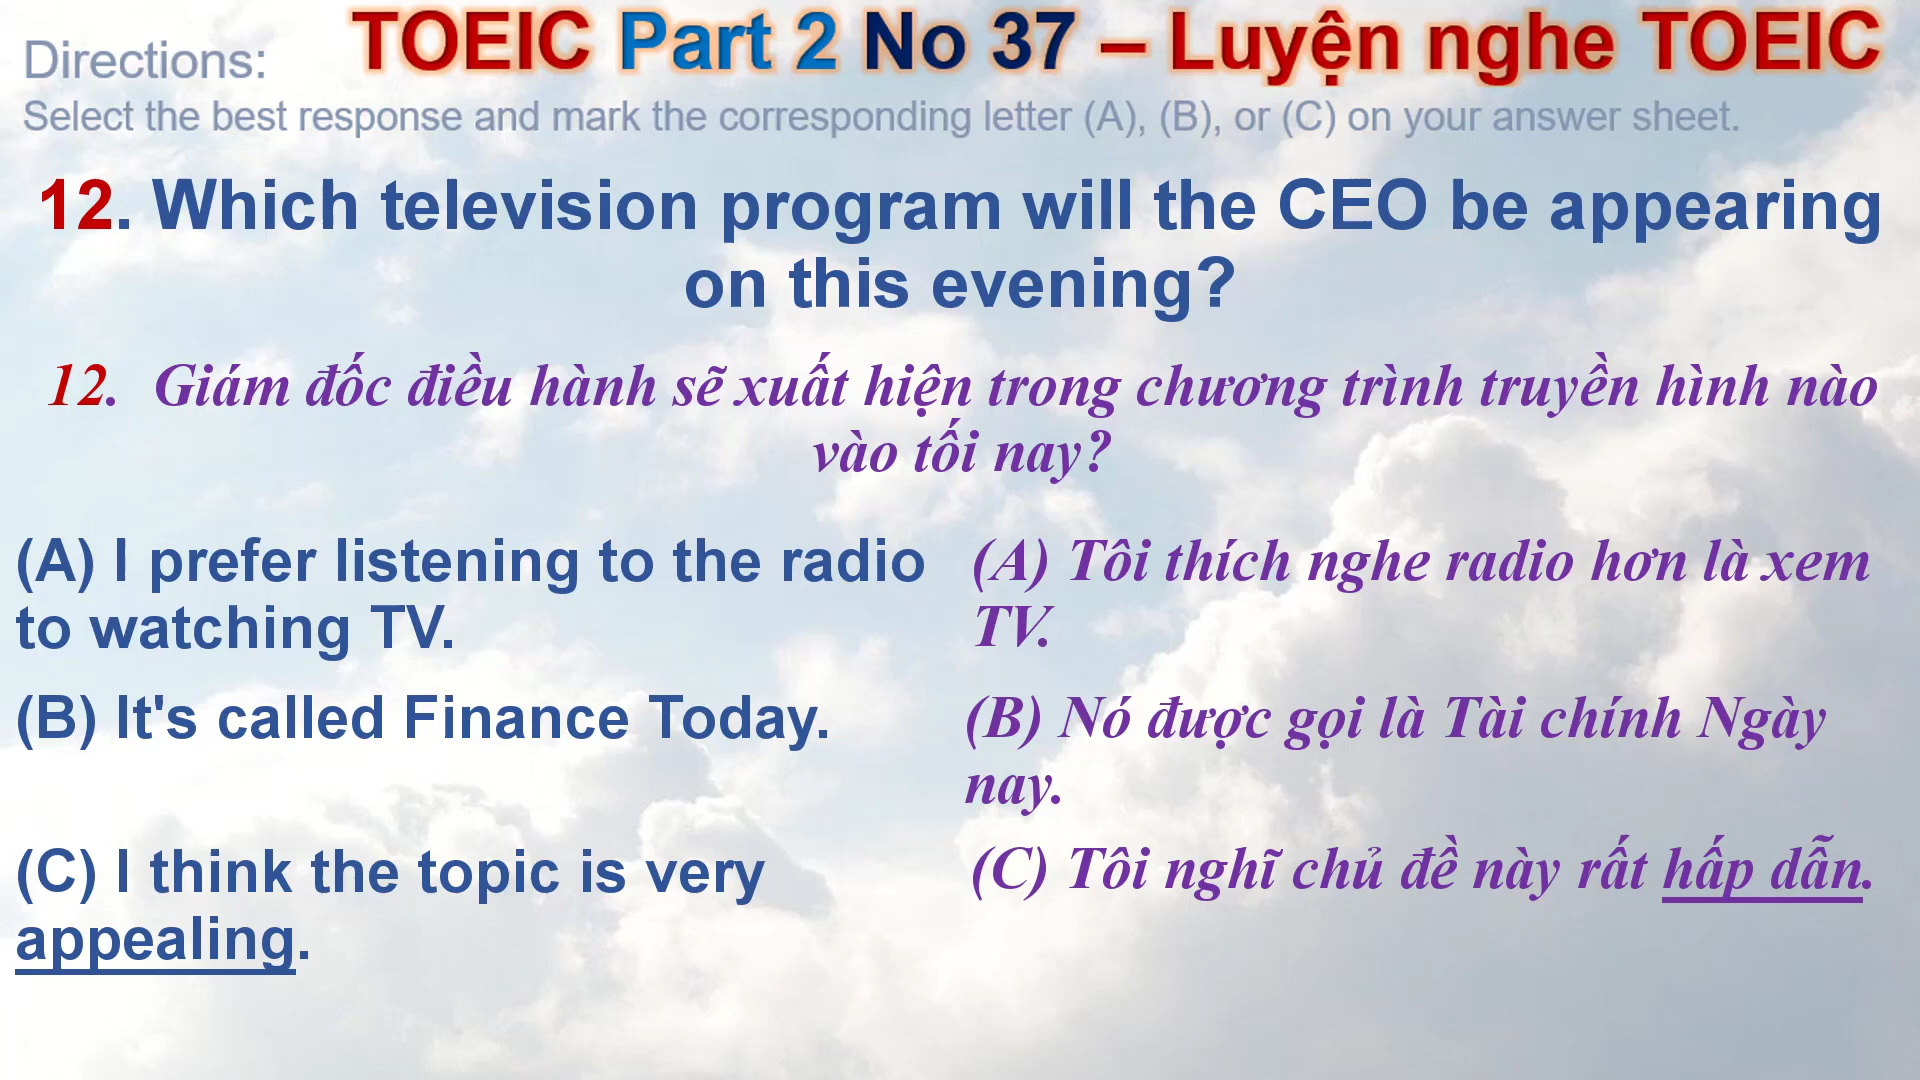 TOEIC Part 2 No 37 – Luyện nghe TOEIC
Directions:
Select the best response and mark the corresponding letter (A), (B), or (C) on your answer sheet.
12. Which television program will the CEO be appearing
on this evening?
12. Giám đốc điều hành sẽ xuất hiện trong chương trình truyền hình nào
vào tối nay?
(A) I prefer listening to the radio
to watching TV.
(A) Tôi thích nghe radio hơn là xem
TV.
(B) It's called Finance Today.
(B) Nó được gọi là Tài chính Ngày
nay.
(C) I think the topic is very
appealing.
(C) Tôi nghĩ chủ đề này rất hấp dẫn.